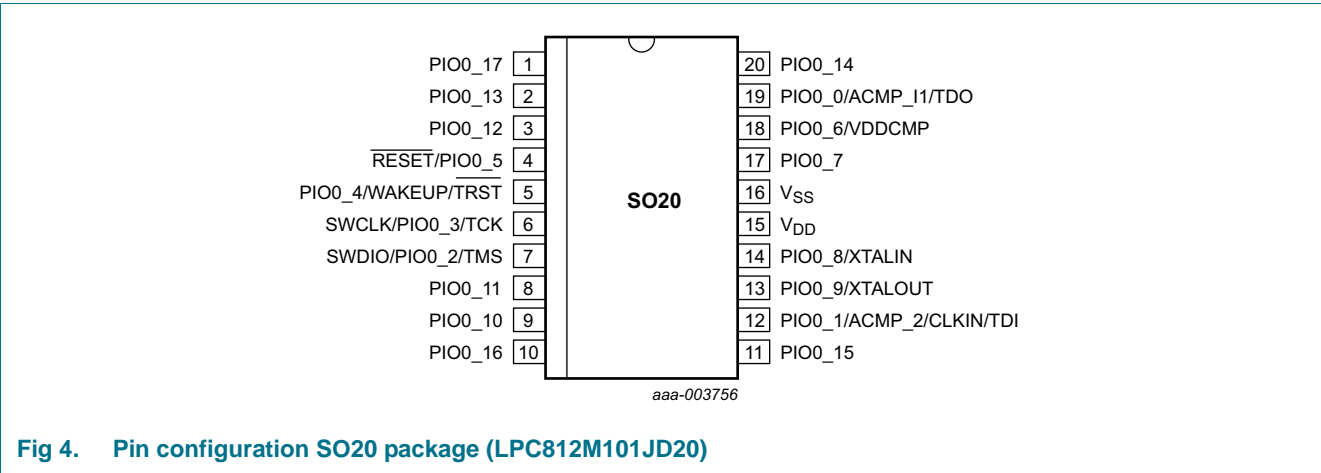 PIO0_17 1
PIO0_13 2
PIO0_12 3
RESET/PIO0_5 4
PIO0_4/WAKEUP/TRST 5
SWCLK/PIO0_3/TCK 6
SWDIO/PIO0_2/TMS 7
PIO0_11 8
PIO0_10 9
PIO0_16 10
SO20
20 PIO0_14
19 PIO0_0/ACMP_I1/TDO
18 PIO0_6/VDDCMP
17 PIO0_7
16 VSS
15 VDD
14 PIO0_8/XTALIN
13 PIO0_9/XTALOUT
12 PIO0_1/ACMP_2/CLKIN/TDI
11 PIO0_15
aaa-003756
Fig 4. Pin configuration SO20 package (LPC812M101JD20)